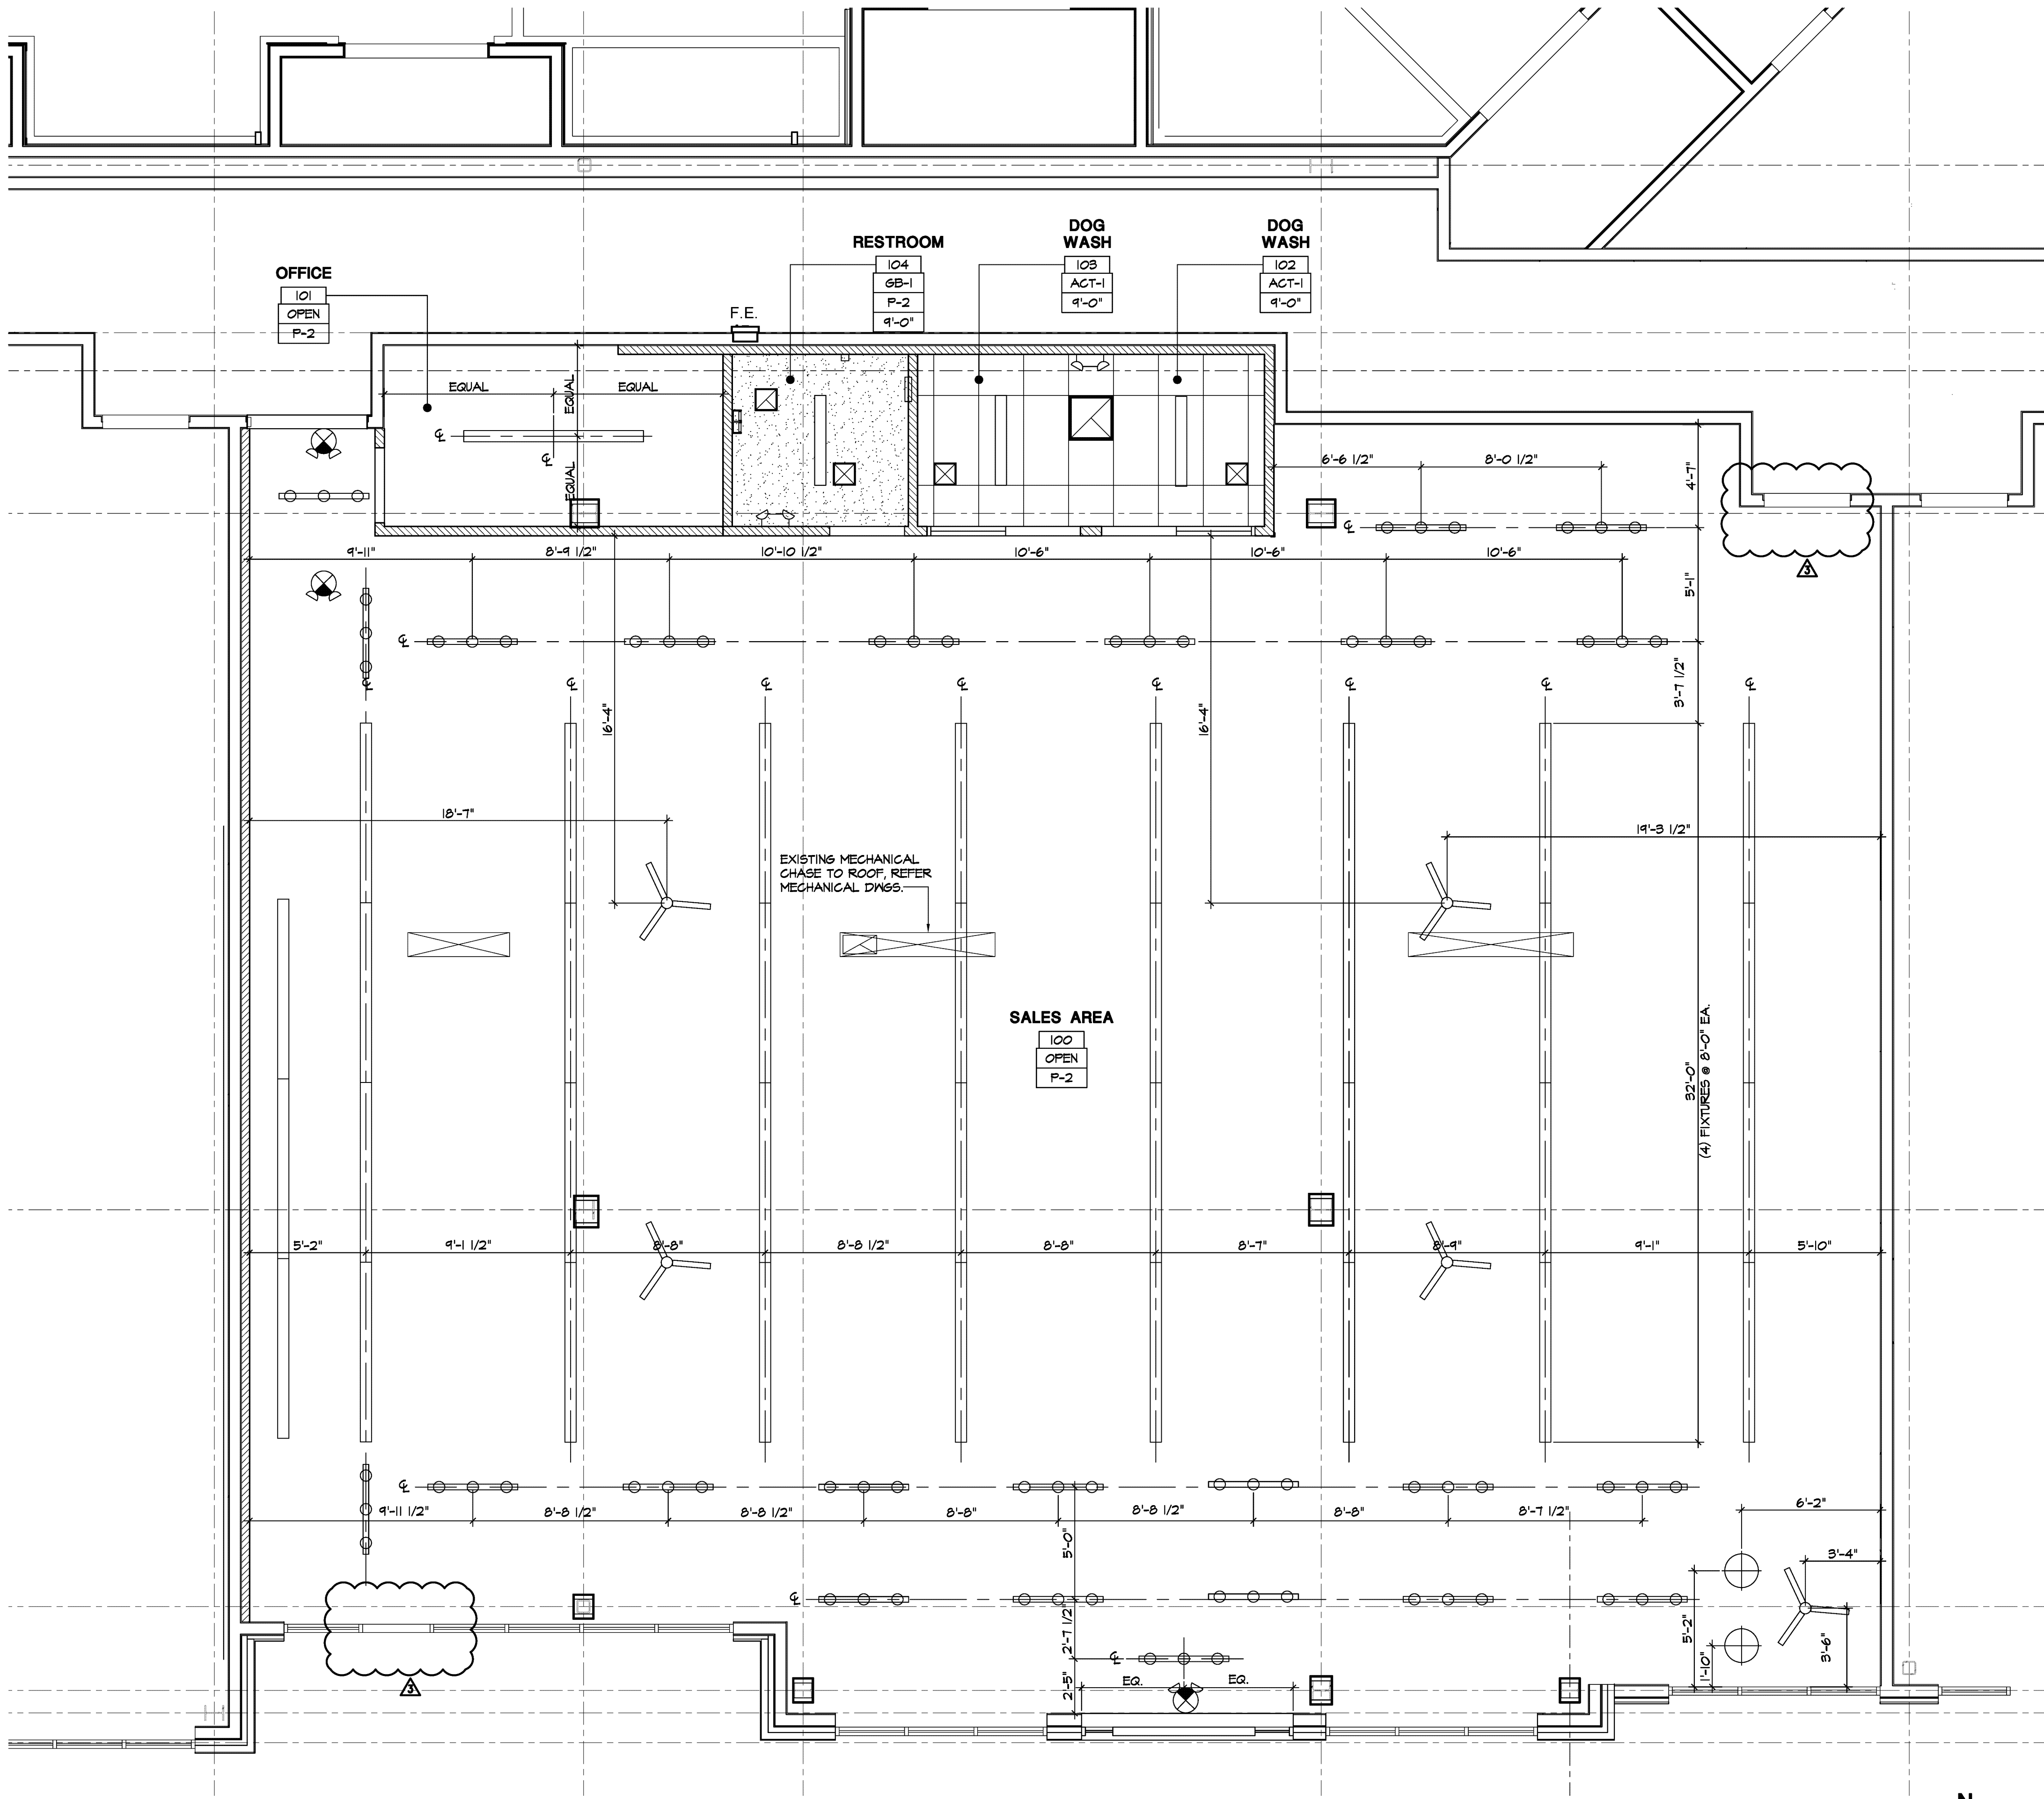 DOG
WASH
DOG
WASH
RESTROOM
104
GB-1
P-2
9'-0"
103
ACT-1
9'-0"
102
ACT-1
9'-0"
OFFICE
101
OPEN
P-2
F.E.
EQUAL
EQUAL
EQUAL
EQUAL
℄
℄
6'-6 1/2"
8'-0 1/2"
4'-7"
℄
9'-11"
8'-9 1/2"
10'-10 1/2"
10'-6"
10'-6"
10'-6"
3
5'-1"
℄
℄
℄
℄
℄
℄
℄
℄
℄
3'-7 1/2"
16'-4"
16'-4"
18'-7"
19'-3 1/2"
EXISTING MECHANICAL
CHASE TO ROOF, REFER
MECHANICAL DWGS.
SALES AREA
100
OPEN
P-2
32'-0"
(4) FIXTURES @ 8'-0" EA.
5'-2"
9'-1 1/2"
8'-8"
8'-8 1/2"
8'-8"
8'-7"
8'-9"
9'-1"
5'-10"
℄
9'-11 1/2"
8'-8 1/2"
8'-8 1/2"
8'-8"
8'-8 1/2"
8'-8"
8'-7 1/2"
6'-2"
5'-0"
3'-4"
℄
5'-2"
2'-7 1/2"
1'-10"
3'-6"
℄
2'-5"
EQ.
EQ.
3
N